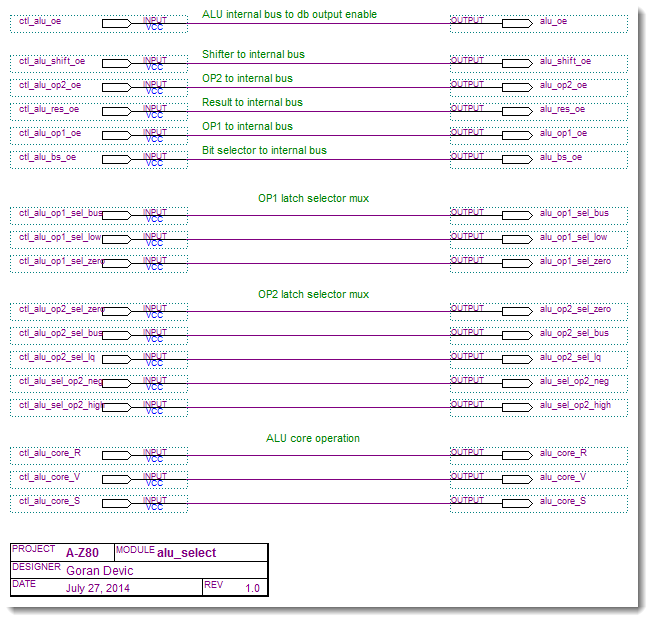 ALU internal bus to db output enable
ctl_alu_oe INPUT VCC OUTPUT alu_oe
Shifter to internal bus
ctl_alu_shift_oe INPUT VCC OUTPUT alu_shift_oe
OP2 to internal bus
ctl_alu_op2_oe INPUT VCC OUTPUT alu_op2_oe
Result to internal bus
ctl_alu_res_oe INPUT VCC OUTPUT alu_res_oe
OP1 to internal bus
ctl_alu_op1_oe INPUT VCC OUTPUT alu_op1_oe
Bit selector to internal bus
ctl_alu_bs_oe INPUT VCC OUTPUT alu_bs_oe
OP1 latch selector mux
ctl_alu_op1_sel_bus INPUT VCC OUTPUT alu_op1_sel_bus
ctl_alu_op1_sel_low INPUT VCC OUTPUT alu_op1_sel_low
ctl_alu_op1_sel_zero INPUT VCC OUTPUT alu_op1_sel_zero
OP2 latch selector mux
ctl_alu_op2_sel_zero INPUT VCC OUTPUT alu_op2_sel_zero
ctl_alu_op2_sel_bus INPUT VCC OUTPUT alu_op2_sel_bus
ctl_alu_op2_sel_lq INPUT VCC OUTPUT alu_op2_sel_lq
ctl_alu_sel_op2_neg INPUT VCC OUTPUT alu_sel_op2_neg
ctl_alu_sel_op2_high INPUT VCC OUTPUT alu_sel_op2_high
ALU core operation
ctl_alu_core_R INPUT VCC OUTPUT alu_core_R
ctl_alu_core_V INPUT VCC OUTPUT alu_core_V
ctl_alu_core_S INPUT VCC OUTPUT alu_core_S
PROJECT A-Z80 MODULE alu_select
DESIGNER Goran Devic
DATE July 27, 2014 REV 1.0